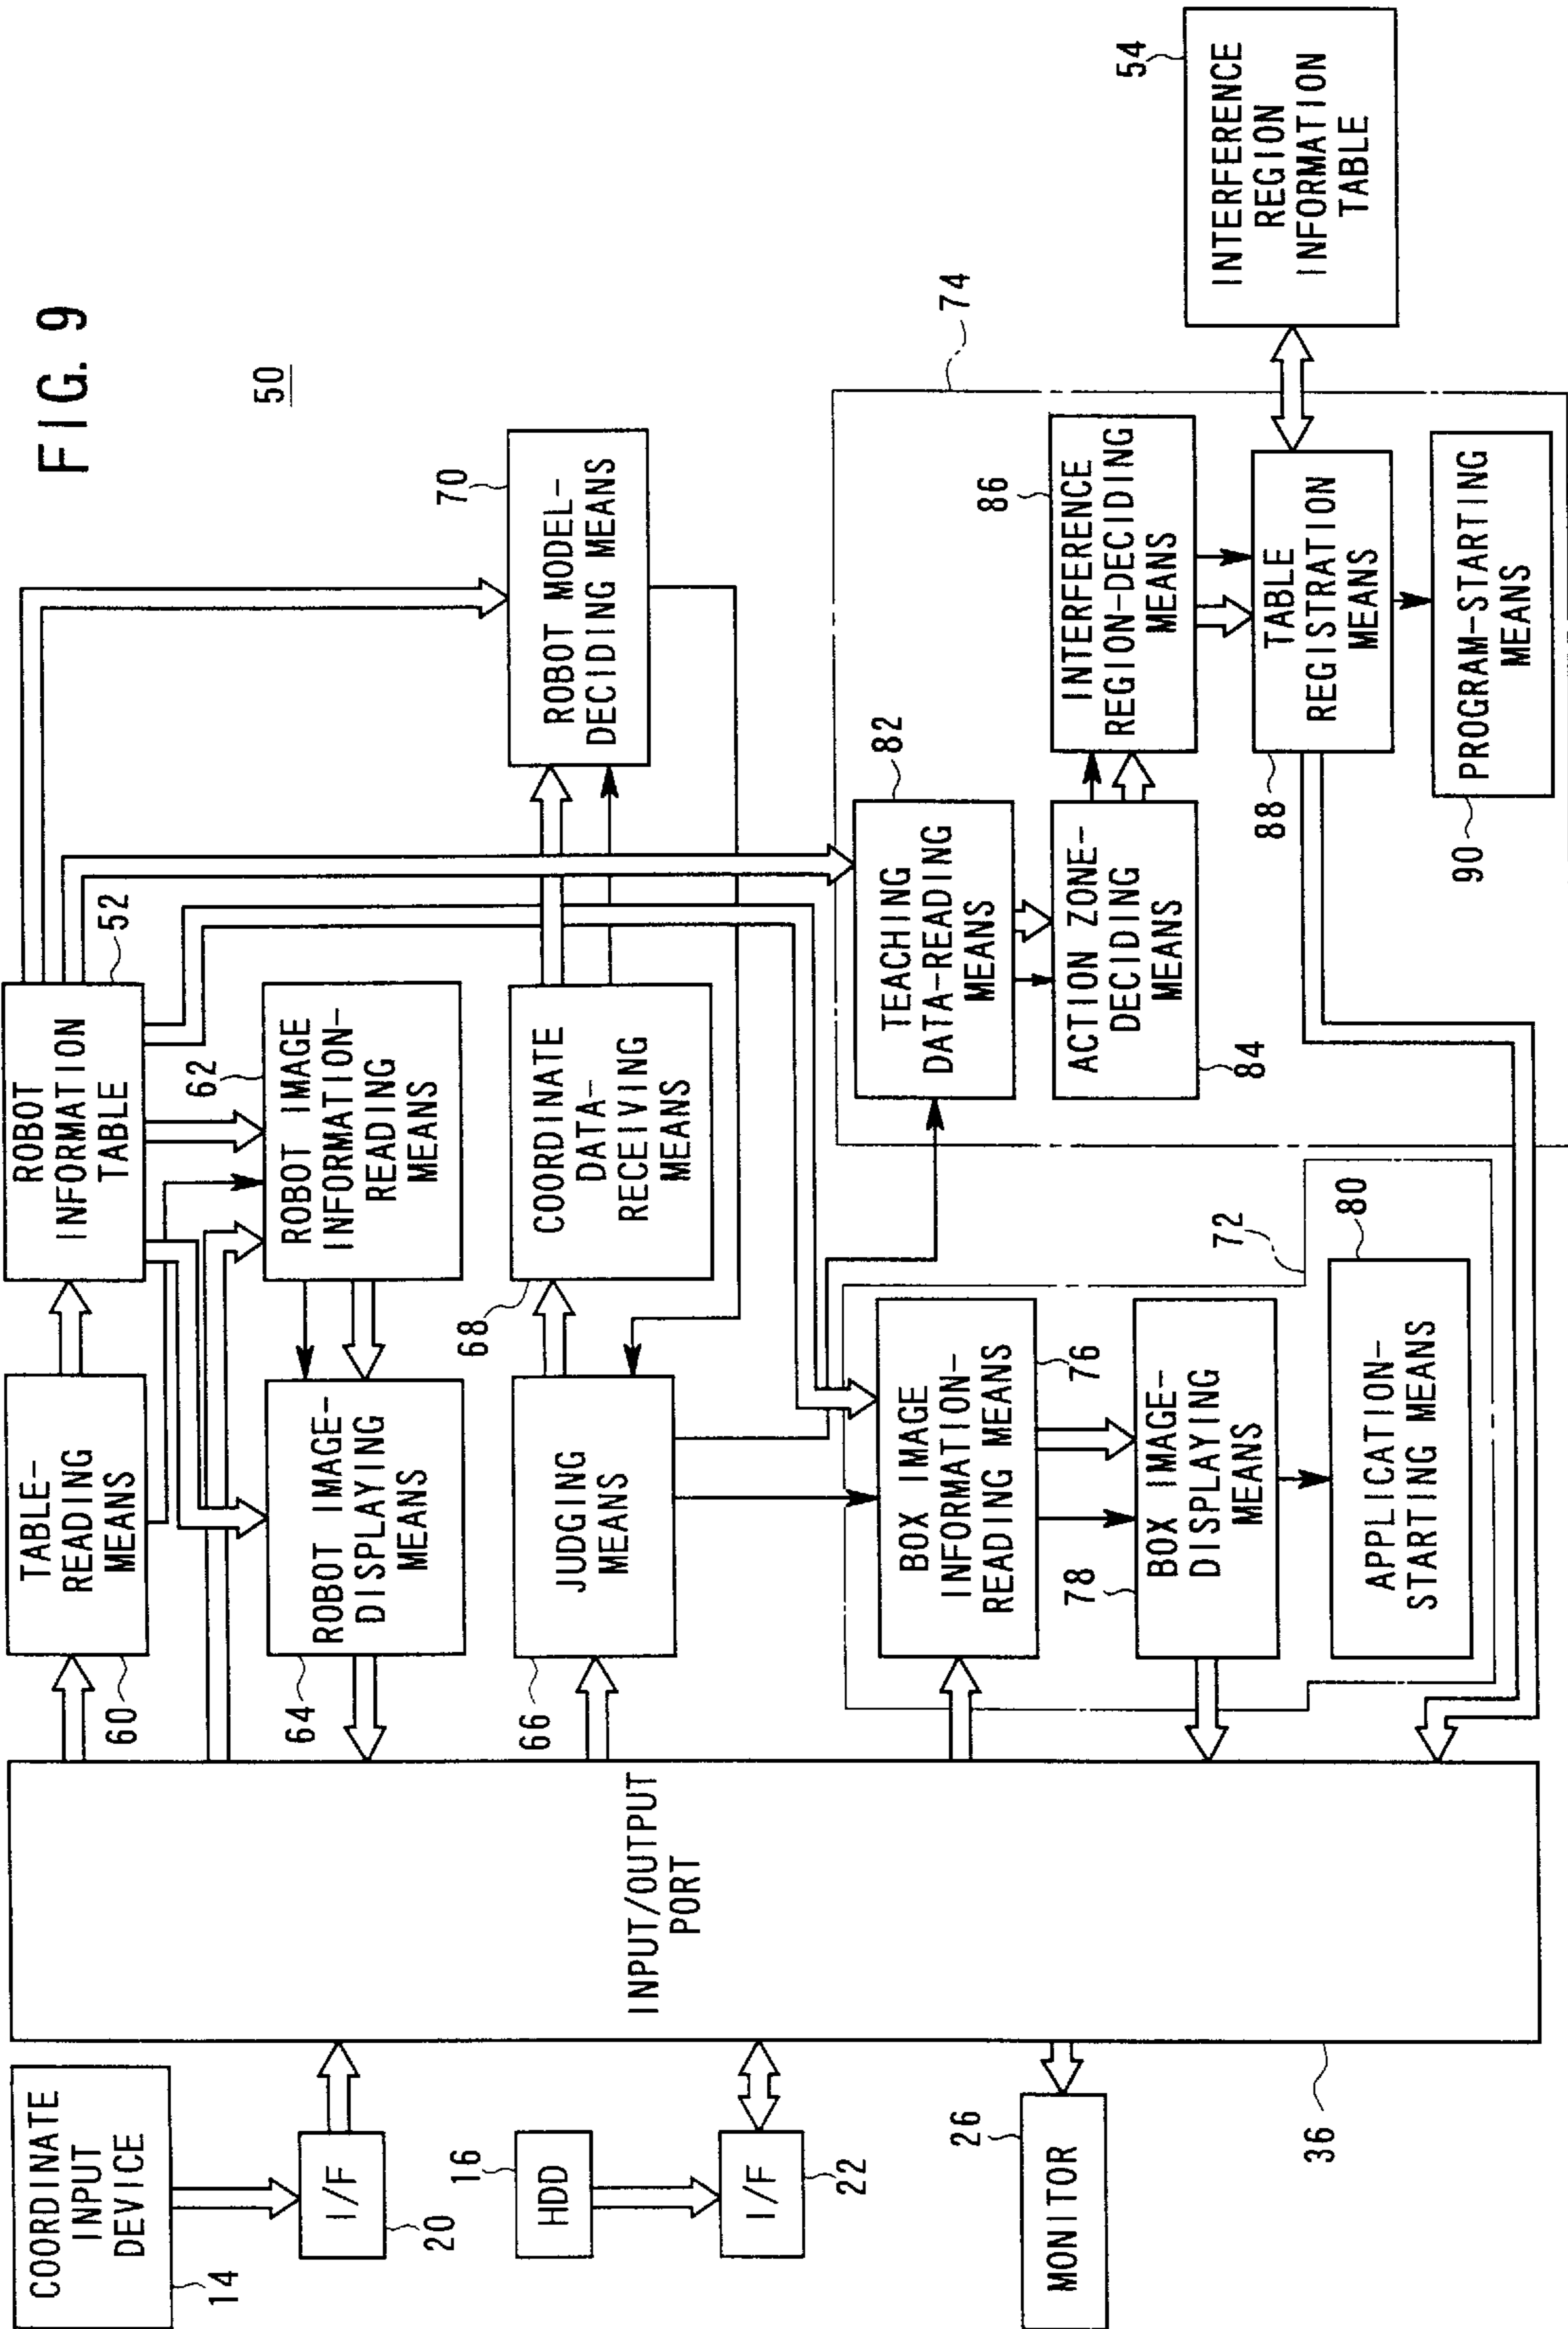 FIG. 9
50
COORDINATE
INPUT
DEVICE
14
I/F
20
HDD
16
I/F
22
MONITOR
26
INPUT/OUTPUT
PORT
36
TABLE-
READING
MEANS
60
ROBOT
INFORMATION
TABLE
52
ROBOT IMAGE
INFORMATION-
READING
MEANS
62
ROBOT IMAGE-
DISPLAYING
MEANS
64
JUDGING
MEANS
66
COORDINATE
DATA-
RECEIVING
MEANS
68
ROBOT MODEL-
DECIDING MEANS
70
72
BOX IMAGE
INFORMATION-
READING MEANS
76
BOX IMAGE-
DISPLAYING
MEANS
78
APPLICATION-
STARTING MEANS
80
74
TEACHING
DATA-READING
MEANS
82
ACTION ZONE-
DECIDING
MEANS
84
INTERFERENCE
REGION-DECIDING
MEANS
86
TABLE
REGISTRATION
MEANS
88
PROGRAM-STARTING
MEANS
90
INTERFERENCE
REGION
INFORMATION
TABLE
54